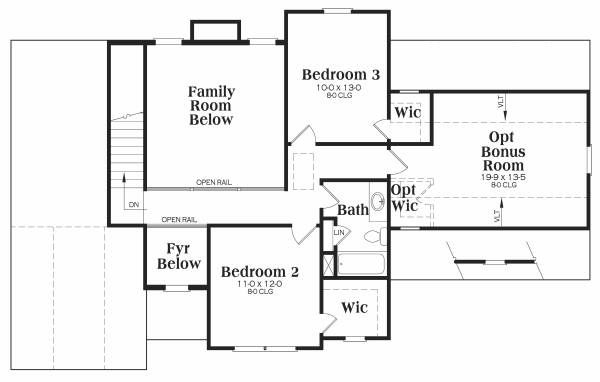 Bedroom 3
10-0 x 13-0
8-0 CLG
Family
Room
Below
Wic
VLT
Opt
Bonus
Room
19-9 x 13-5
8-0 CLG
OPEN RAIL
Opt
Wic
VLT
DN
Bath
OPEN RAIL
LIN
Fyr
Below
Bedroom 2
11-0 x 12-0
8-0 CLG
Wic